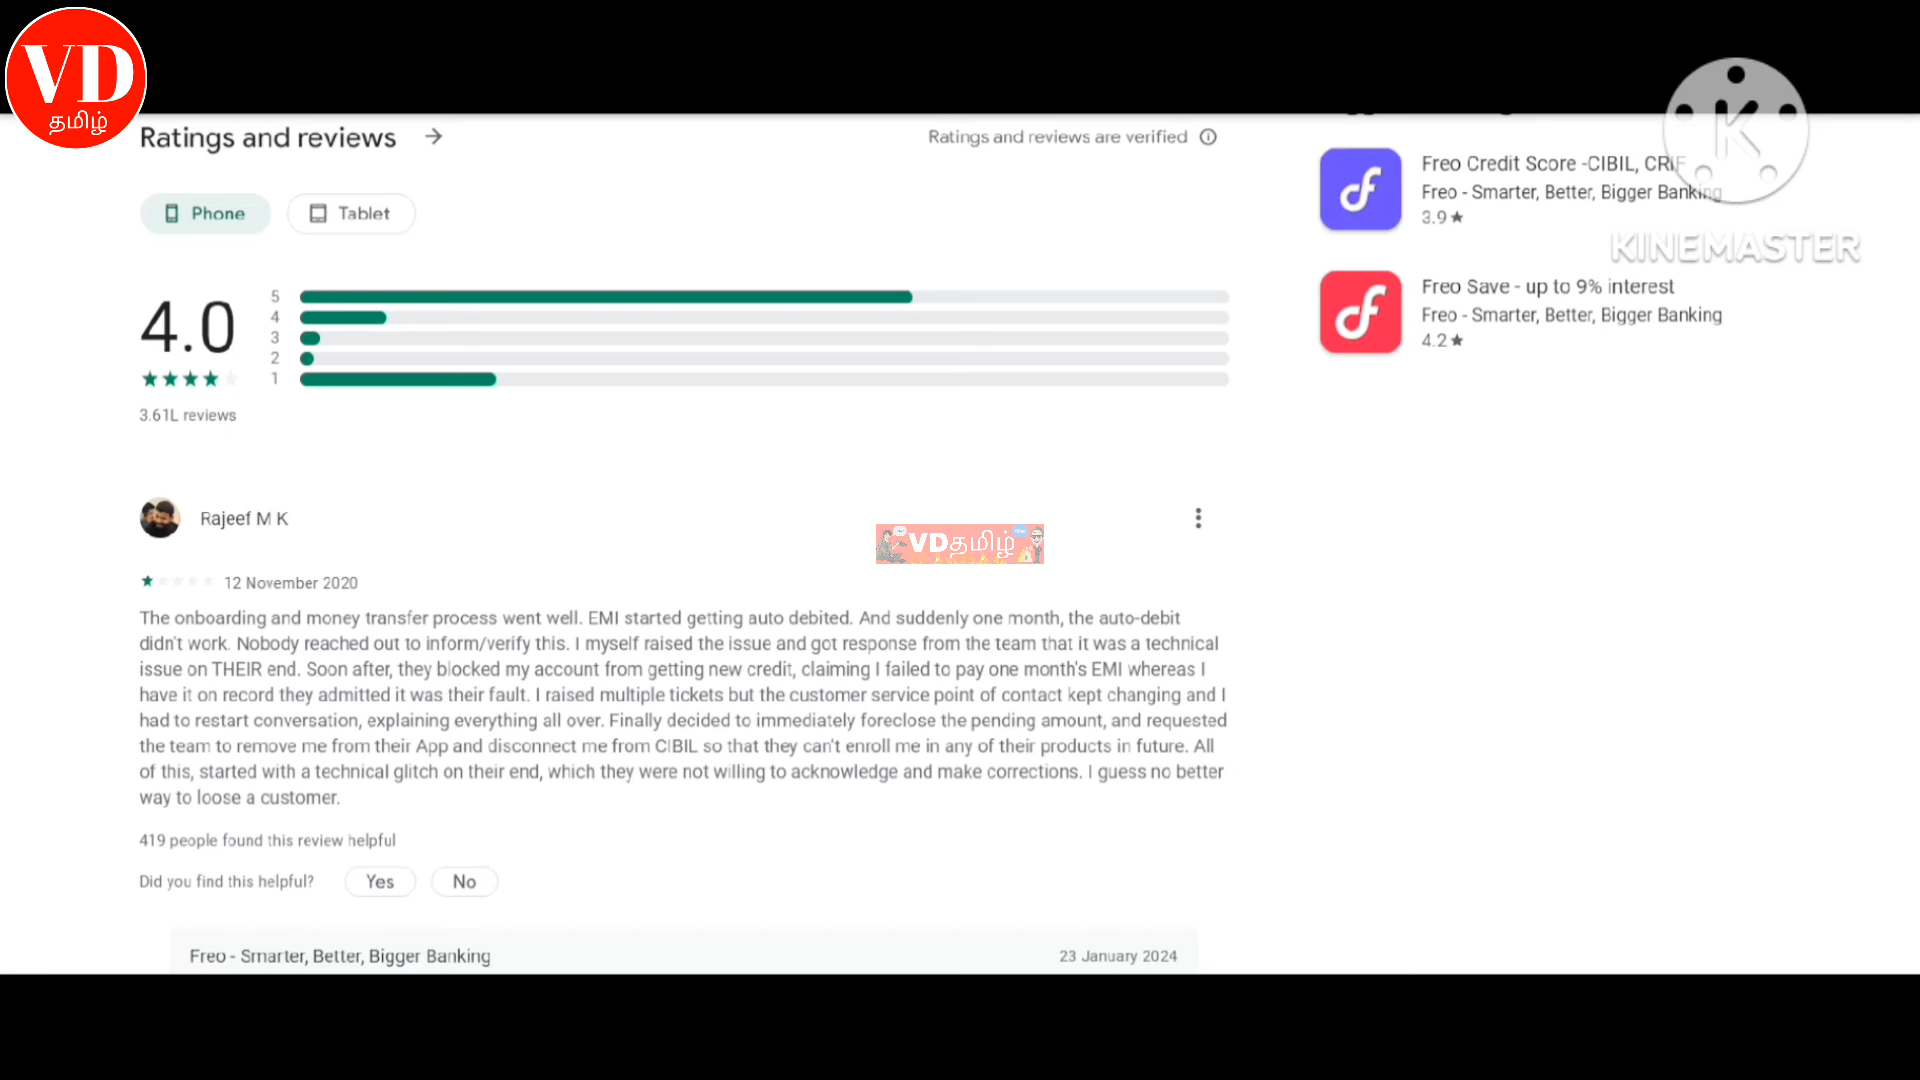 VD
தமிழ்
Ratings and reviews
Ratings and reviews are verified
Phone
Tablet
4.0
5
4
3
2
1
3.61L reviews
Rajeef M K
12 November 2020
The onboarding and money transfer process went well. EMI started getting auto debited. And suddenly one month, the auto-debit
didn't work. Nobody reached out to inform/verify this. I myself raised the issue and got response from the team that it was a technical
issue on THEIR end. Soon after, they blocked my account from getting new credit, claiming I failed to pay one month's EMI whereas I
have it on record they admitted it was their fault. I raised multiple tickets but the customer service point of contact kept changing and I
had to restart conversation, explaining everything all over. Finally decided to immediately foreclose the pending amount, and requested
the team to remove me from their App and disconnect me from CIBIL so that they can't enroll me in any of their products in future. All
of this, started with a technical glitch on their end, which they were not willing to acknowledge and make corrections. I guess no better
way to loose a customer.
419 people found this review helpful
Did you find this helpful?
Yes
No
Freo - Smarter, Better, Bigger Banking
23 January 2024
VDதமிழ்
Freo Credit Score -CIBIL, CRIF
Freo - Smarter, Better, Bigger Banking
3.9
Freo Save - up to 9% interest
Freo - Smarter, Better, Bigger Banking
4.2
K
KINEMASTER